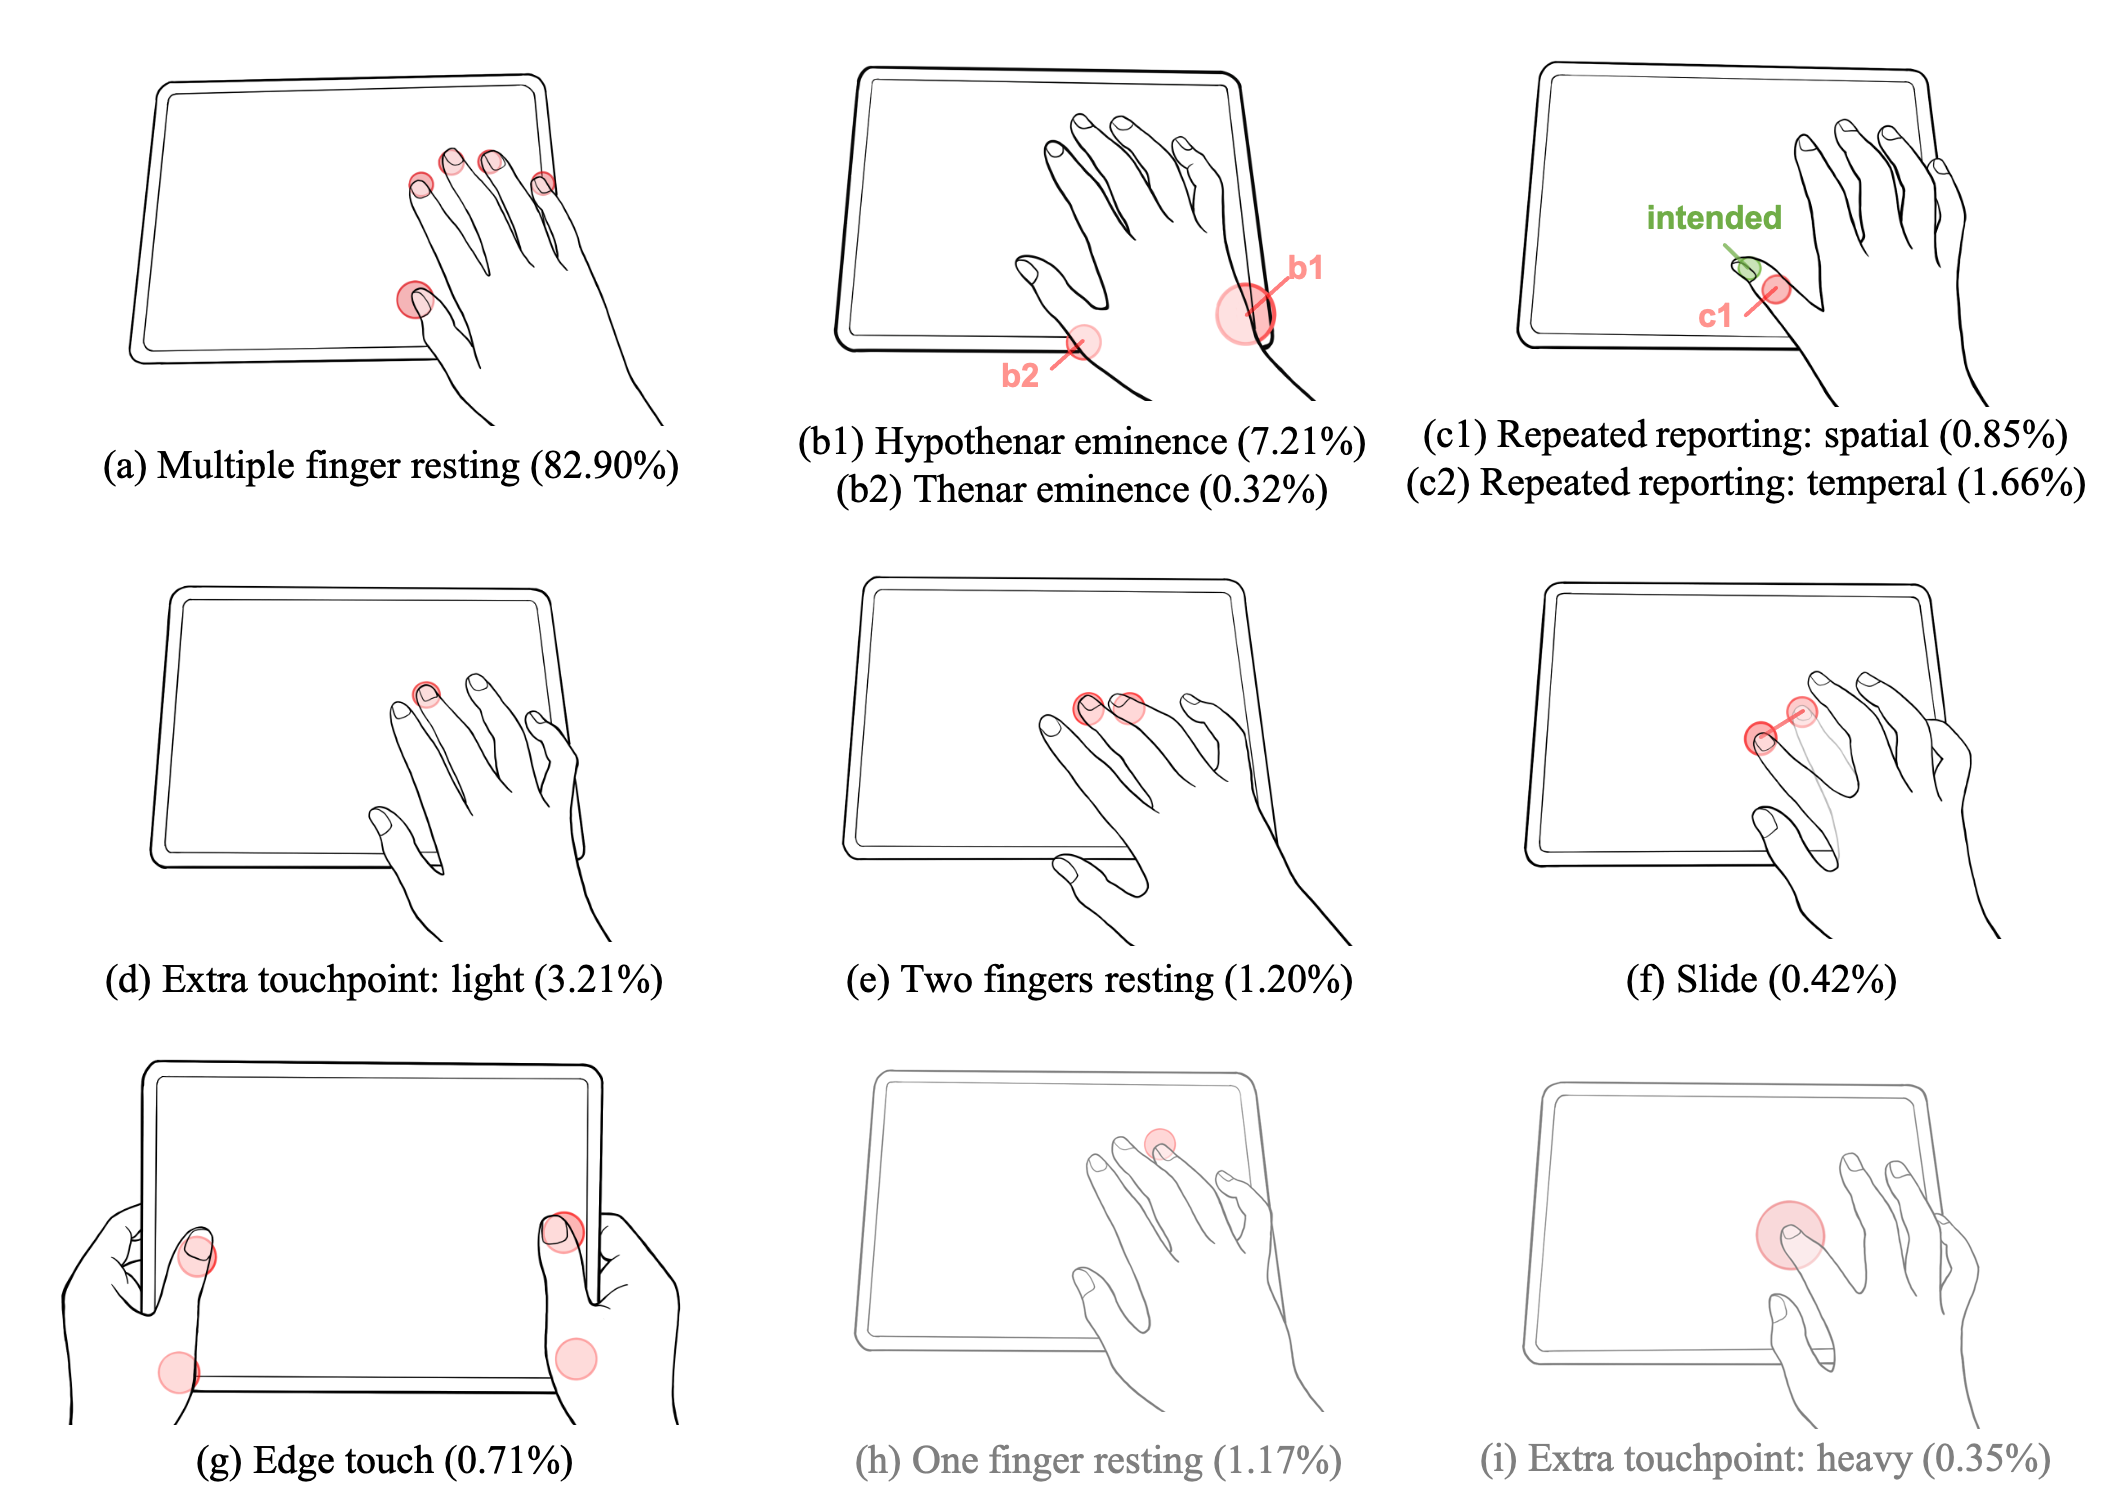 (a) Multiple finger resting (82.90%)
b1
b2
(b1) Hypothenar eminence (7.21%)
(b2) Thenar eminence (0.32%)
intended
c1
(c1) Repeated reporting: spatial (0.85%)
(c2) Repeated reporting: temperal (1.66%)
(d) Extra touchpoint: light (3.21%)
(e) Two fingers resting (1.20%)
(f) Slide (0.42%)
(g) Edge touch (0.71%)
(h) One finger resting (1.17%)
(i) Extra touchpoint: heavy (0.35%)